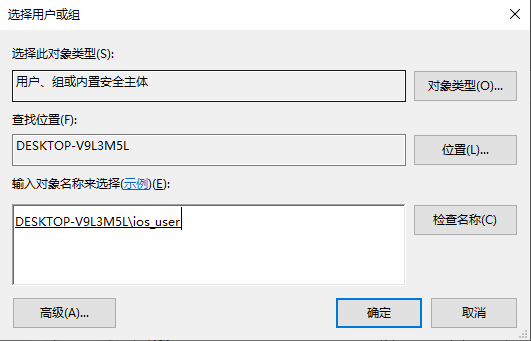 选择用户或组
选择此对象类型(S):
用户、组或内置安全主体
对象类型(O)...
查找位置(F):
DESKTOP-V9L3M5L
位置(L)...
输入对象名称来选择(示例)(E):
DESKTOP-V9L3M5L\ios_user
检查名称(C)
高级(A)...
确定
取消